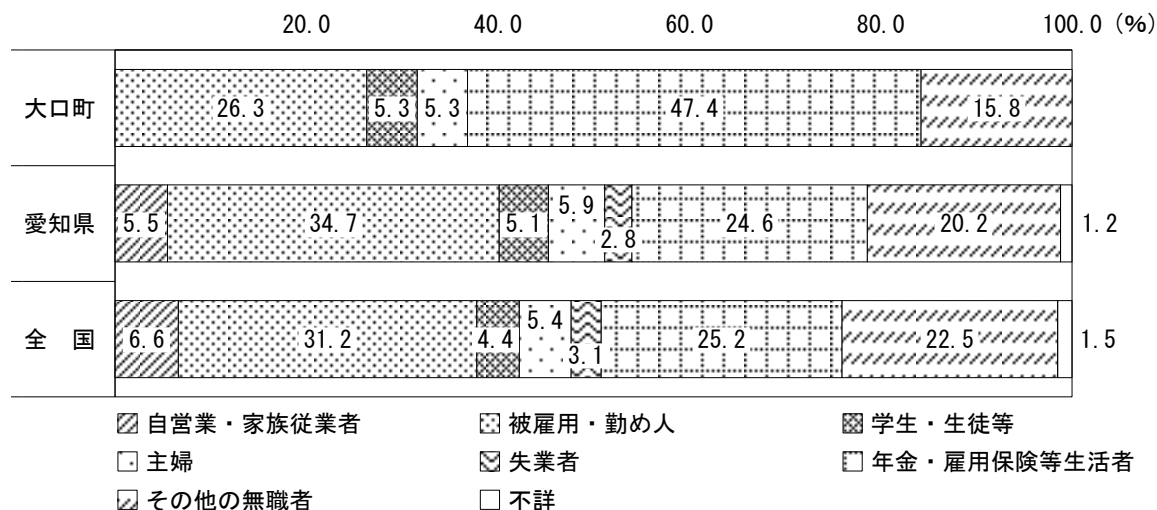 20.0 40.0 60.0 80.0 100.0 (%)
大口町 26.3 5.3 5.3 47.4 15.8
愛知県 5.5 34.7 5.1 5.9 2.8 24.6 20.2 1.2
全　国 6.6 31.2 4.4 5.4 3.1 25.2 22.5 1.5
自営業・家族従業者 被雇用・勤め人 学生・生徒等
主婦 失業者 年金・雇用保険等生活者
その他の無職者 不詳